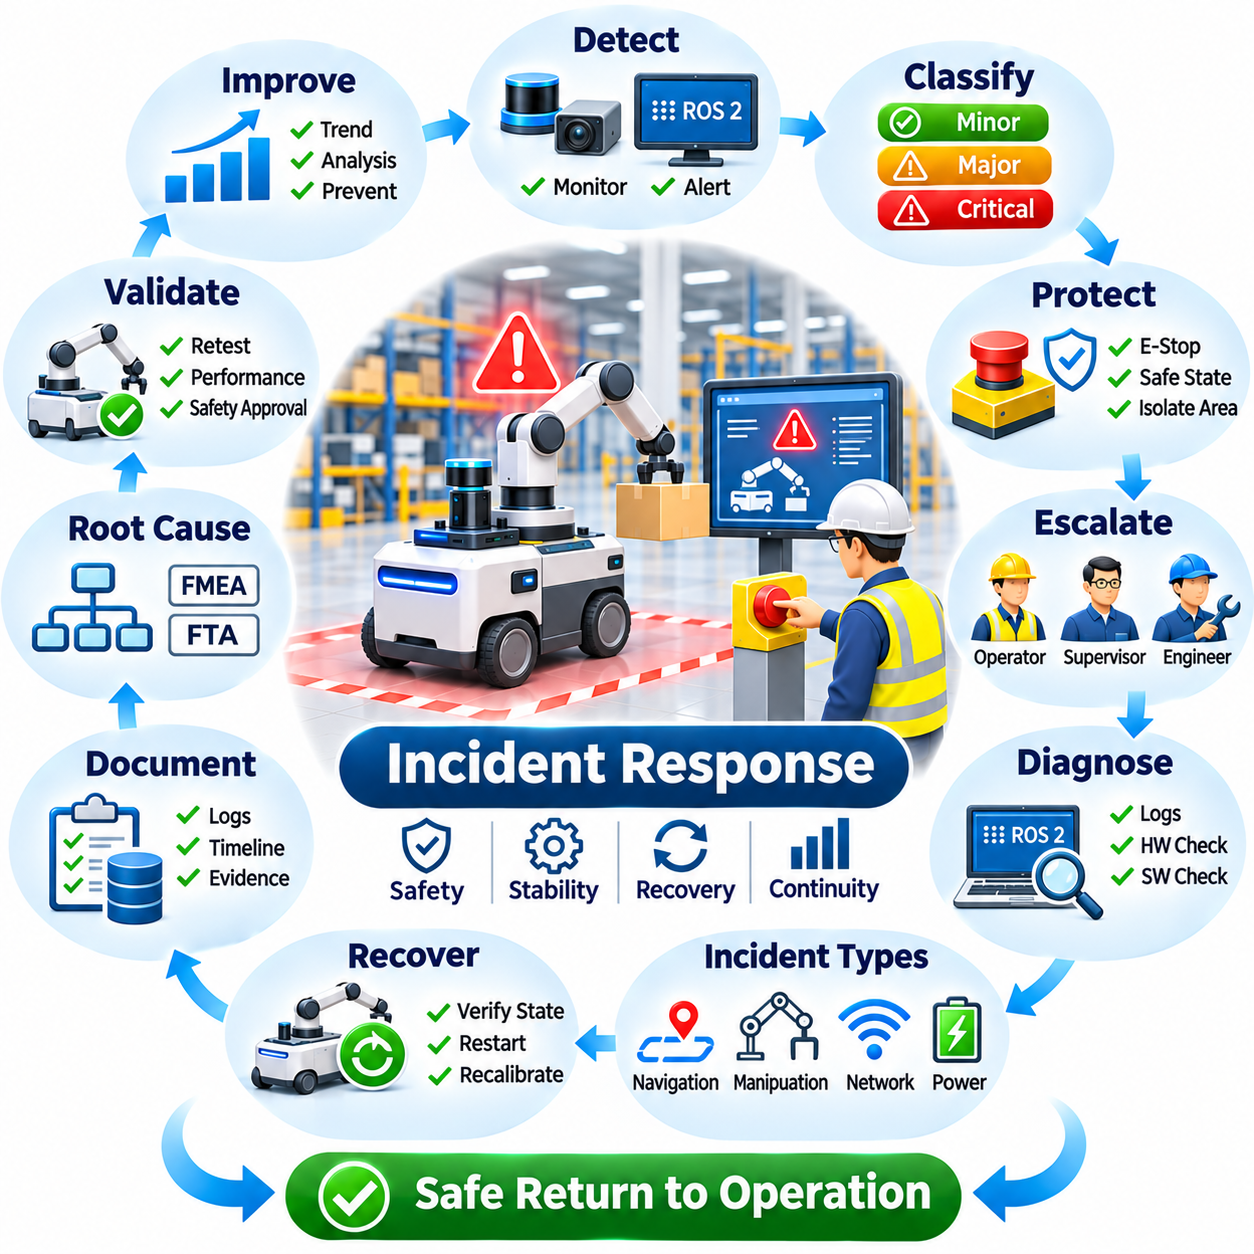 Detect
ROS 2
Monitor
Alert
Classify
Minor
Major
Critical
Protect
E-Stop
Safe State
Isolate Area
Escalate
Operator
Supervisor
Engineer
Diagnose
ROS 2
Logs
HW Check
SW Check
Incident Types
Navigation
Manipuation
Network
Power
Recover
Verify State
Restart
Recalibrate
Document
Logs
Timeline
Evidence
Root Cause
FMEA
FTA
Validate
Retest
Performance
Safety Approval
Improve
Trend
Analysis
Prevent
Incident Response
Safety
Stability
Recovery
Continuity
Safe Return to Operation